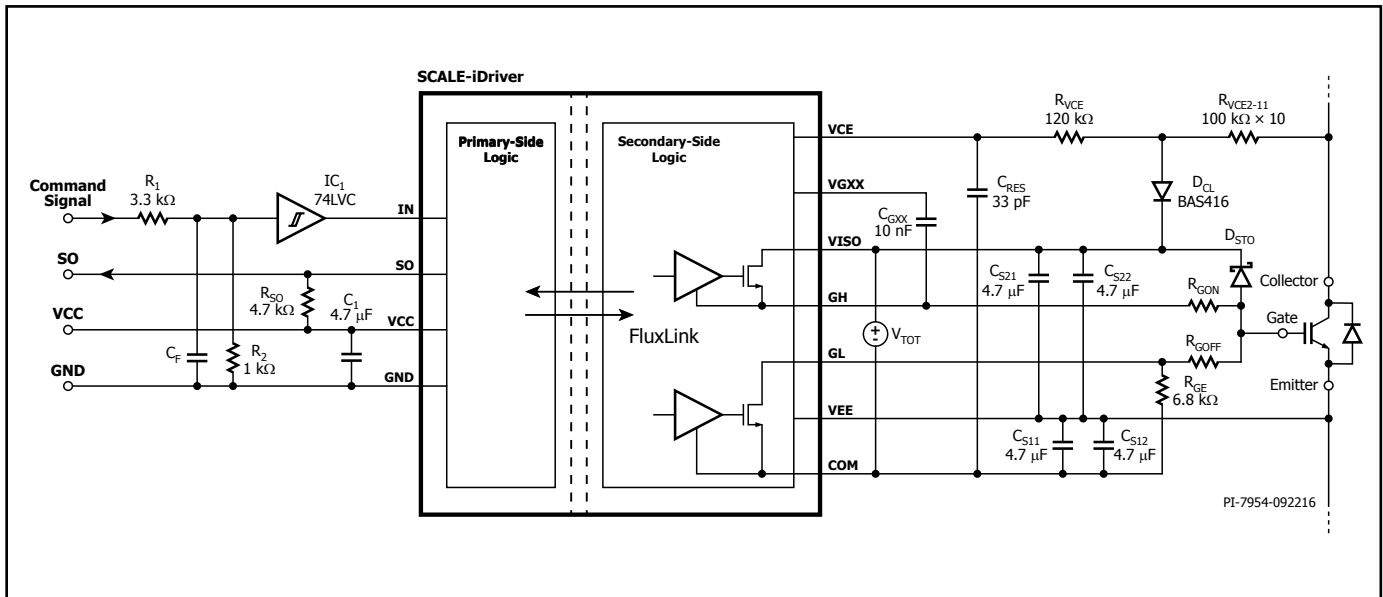 SCALE-iDriver
Primary-Side
Logic
Secondary-Side
Logic
FluxLink
Command
Signal
R1
3.3 kΩ
IC1
74LVC
IN
SO
SO
RSO
4.7 kΩ
C1
4.7 μF
VCC
VCC
CF
R2
1 kΩ
GND
GND
VCE
VGXX
VISO
GH
GL
VEE
COM
RVCE
120 kΩ
RVCE2-11
100 kΩ × 10
CRES
33 pF
DCL
BAS416
CGXX
10 nF
DSTO
CS21
4.7 μF
CS22
4.7 μF
RGON
Collector
Gate
VTOT
+
-
RGOFF
RGE
6.8 kΩ
Emitter
CS11
4.7 μF
CS12
4.7 μF
PI-7954-092216